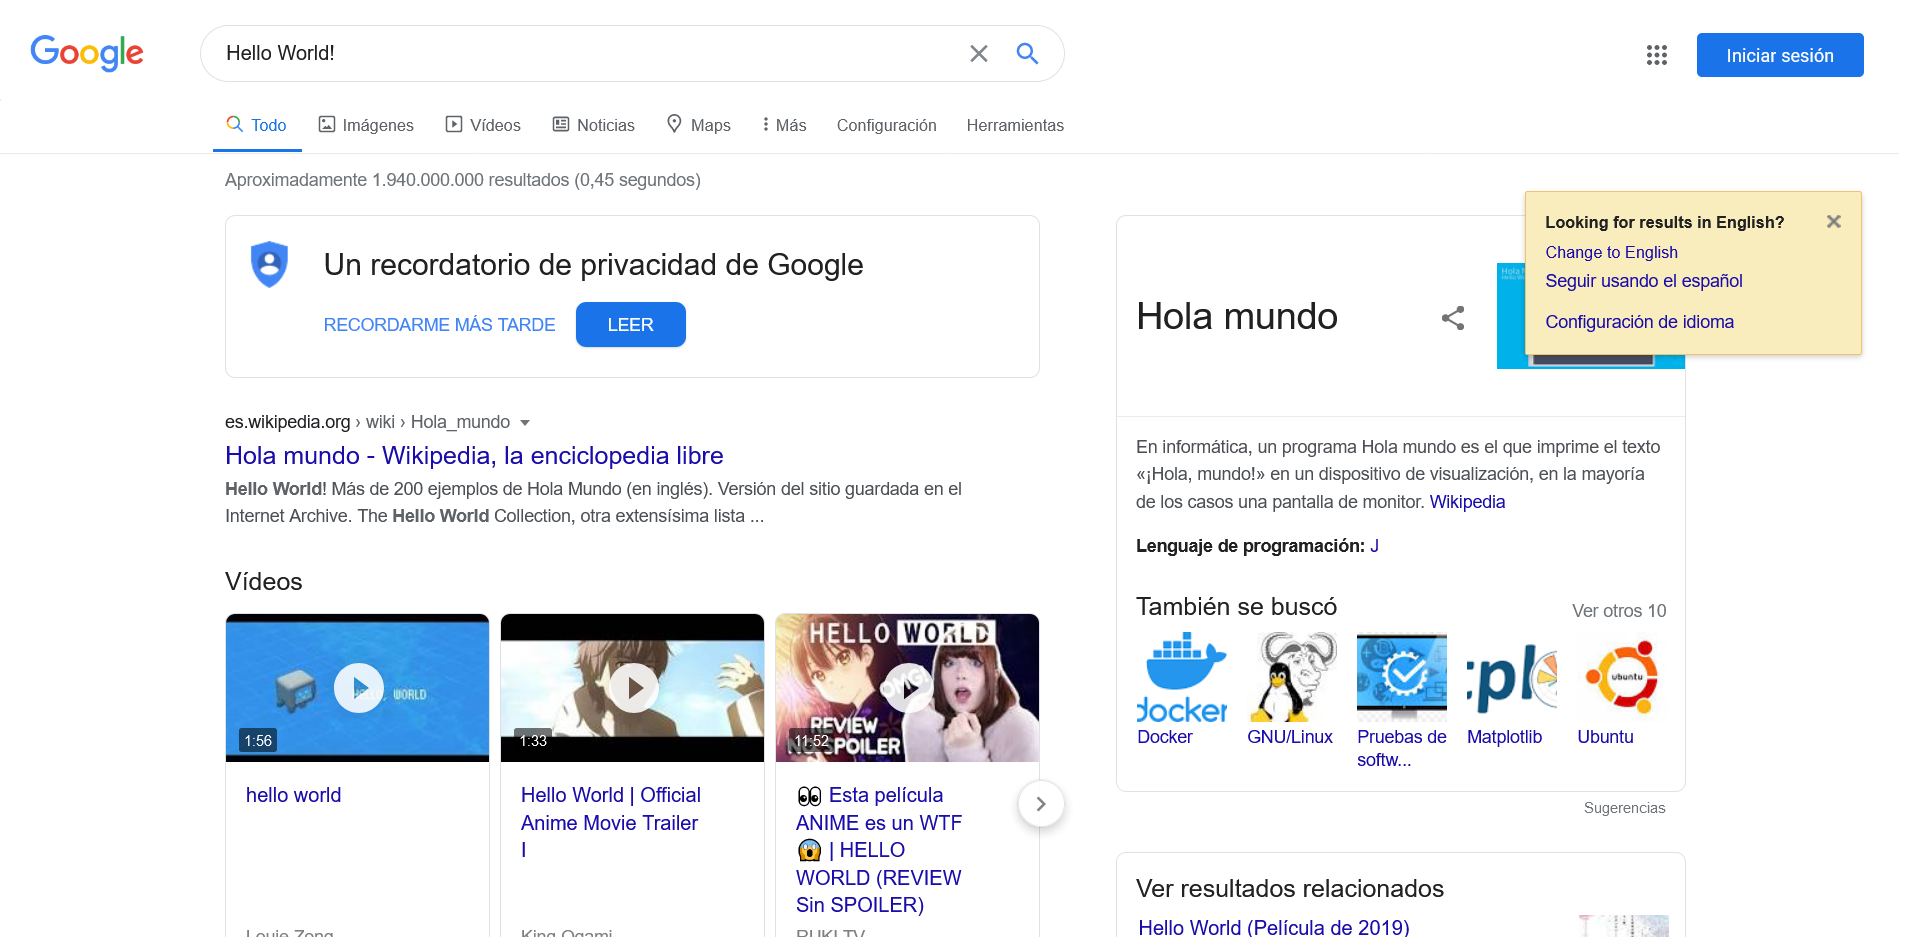 Google
Hello World!
Iniciar sesión
Todo
Imágenes
Vídeos
Noticias
Maps
Más
Configuración
Herramientas
Aproximadamente 1.940.000.000 resultados (0,45 segundos)
Un recordatorio de privacidad de Google
RECORDARME MÁS TARDE
LEER
es.wikipedia.org › wiki › Hola_mundo
Hola mundo - Wikipedia, la enciclopedia libre
Hello World! Más de 200 ejemplos de Hola Mundo (en inglés). Versión del sitio guardada en el
Internet Archive. The Hello World Collection, otra extensísima lista ...
Vídeos
HELLO WORLD
1:56
hello world
1:33
Hello World | Official
Anime Movie Trailer
I
HELLO WORLD
OMG!
REVIEW
NO SPOILER
11:52
👀 Esta película
ANIME es un WTF
😱 | HELLO
WORLD (REVIEW
Sin SPOILER)
Louie Zong
King Ogami
RUKI TV
Looking for results in English?
Change to English
Seguir usando el español
Configuración de idioma
Hola mundo
En informática, un programa Hola mundo es el que imprime el texto
«¡Hola, mundo!» en un dispositivo de visualización, en la mayoría
de los casos una pantalla de monitor. Wikipedia
Lenguaje de programación: J
También se buscó
Ver otros 10
docker
tplo
ubuntu
Docker
GNU/Linux
Pruebas de
softw...
Matplotlib
Ubuntu
Sugerencias
Ver resultados relacionados
Hello World (Película de 2019)